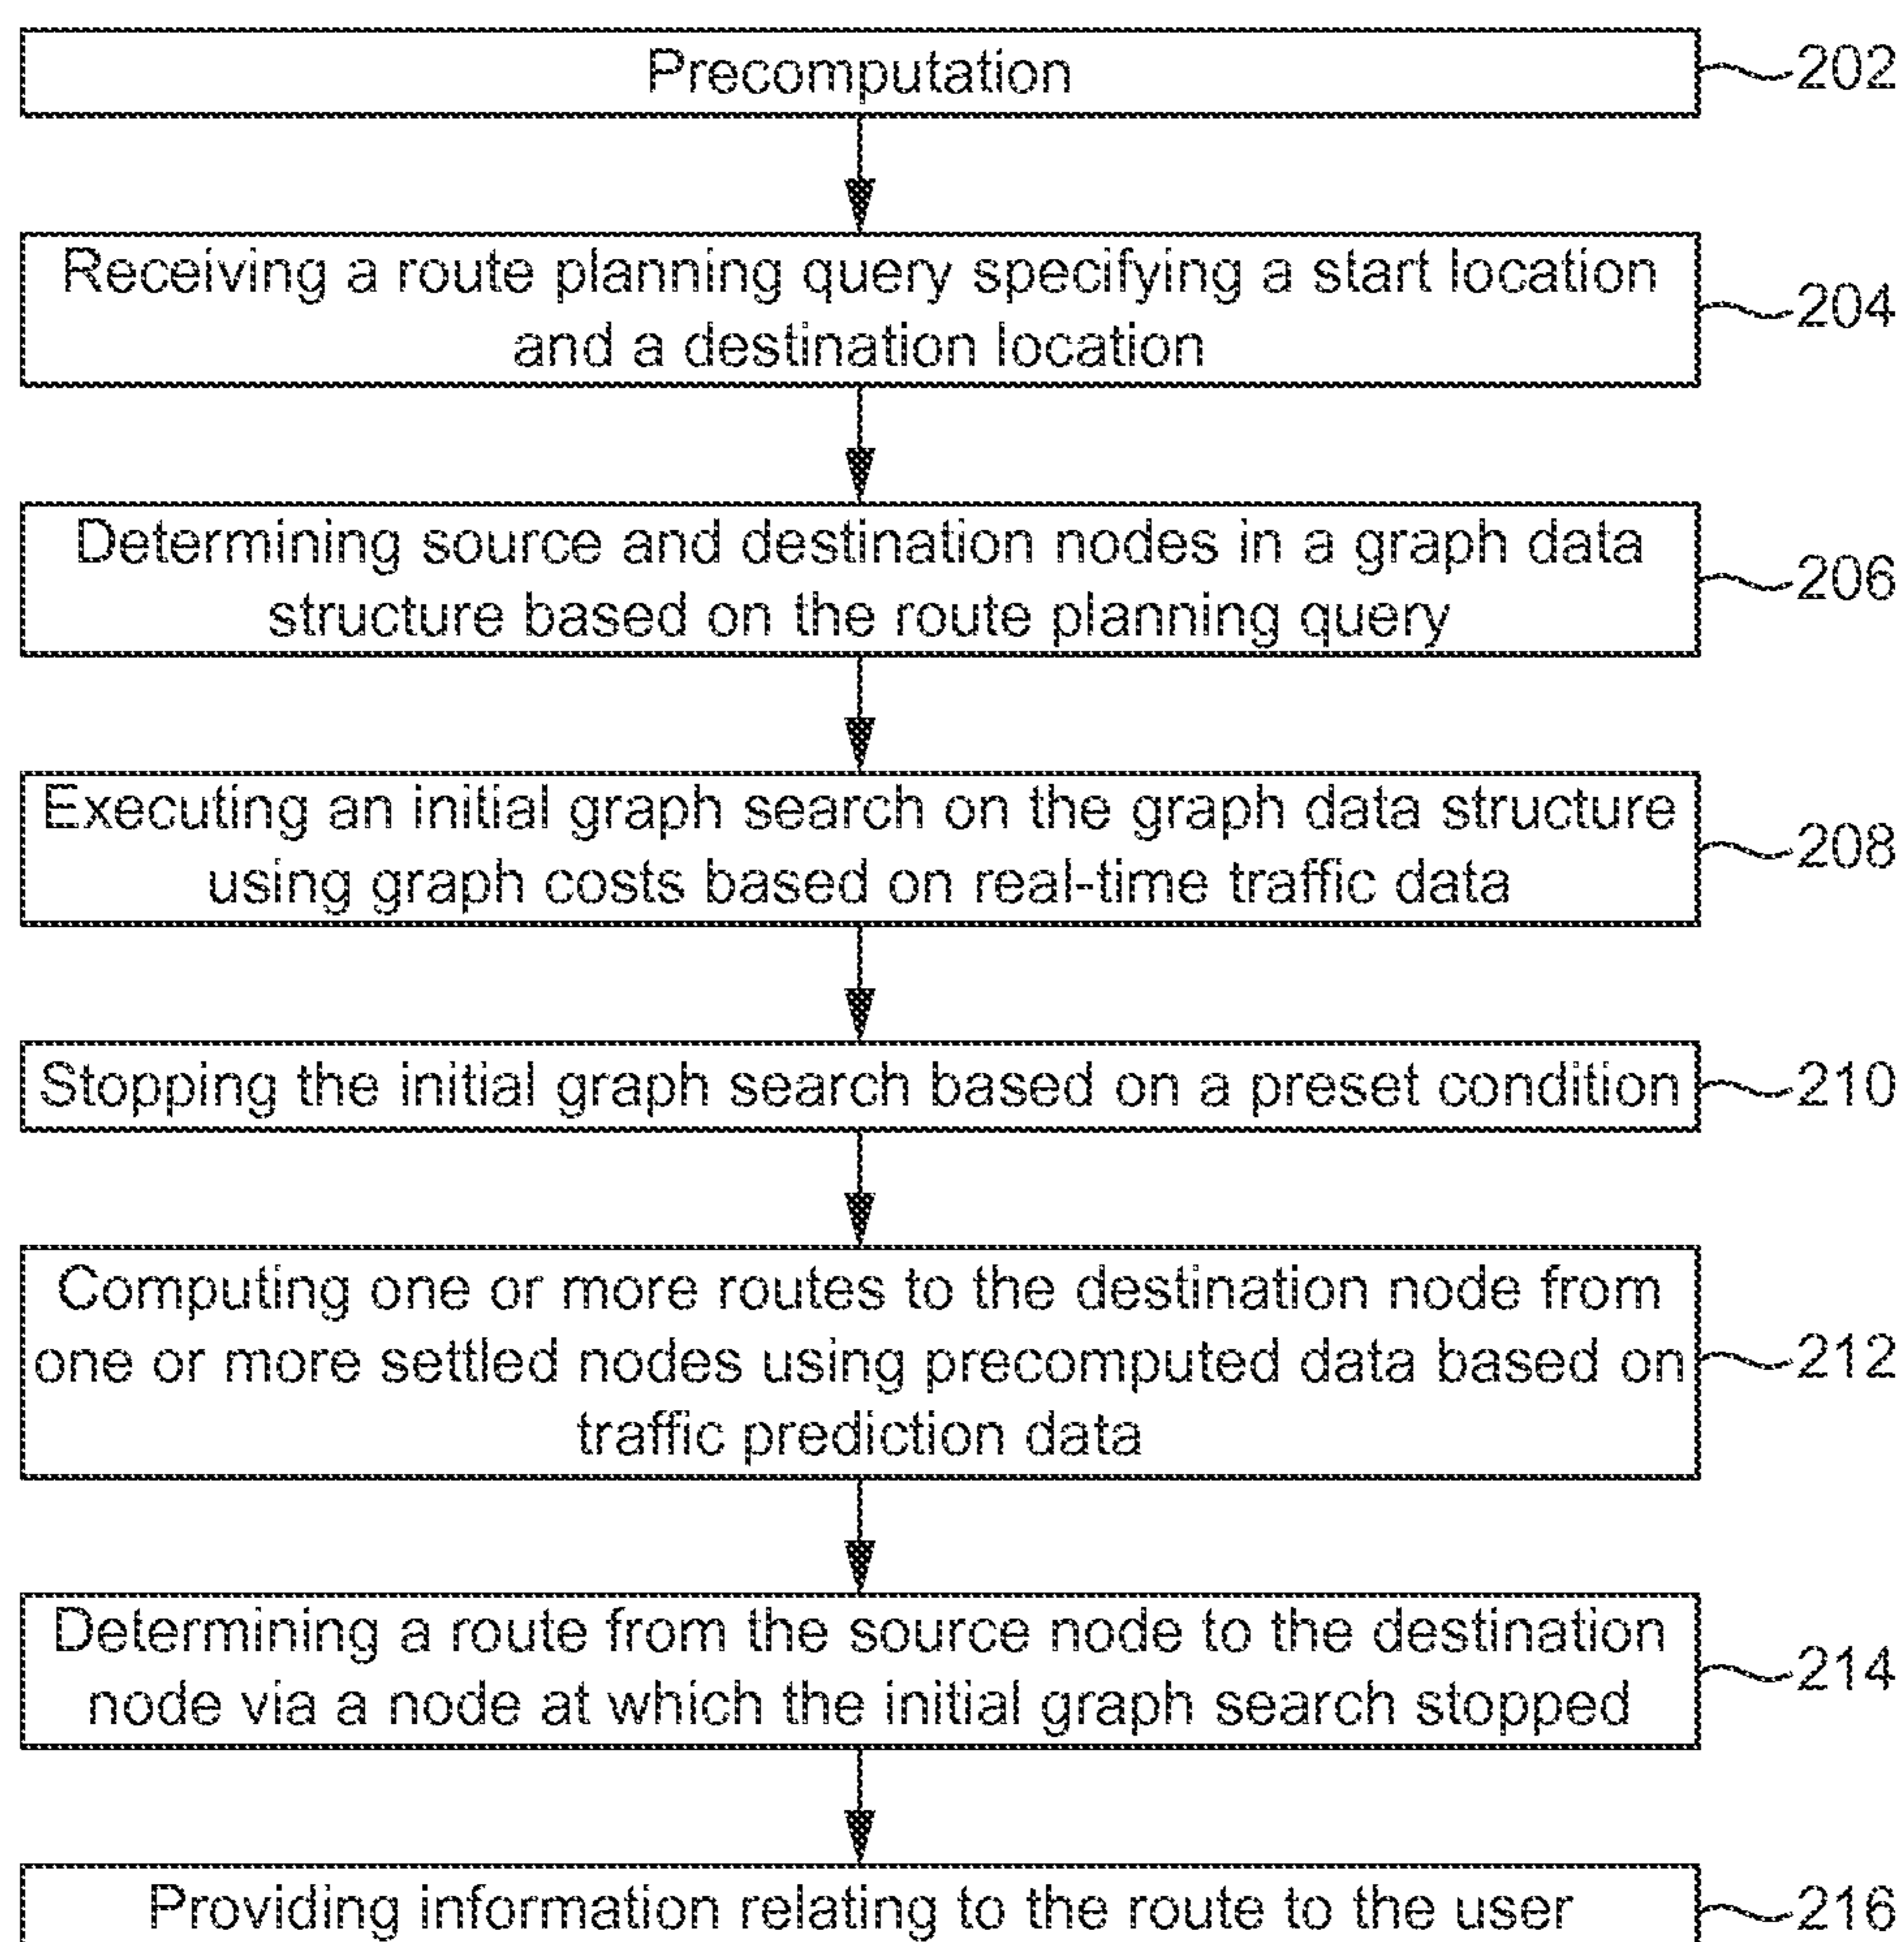 Precomputation
202
Receiving a route planning query specifying a start location
and a destination location
204
Determining source and destination nodes in a graph data
structure based on the route planning query
206
Executing an initial graph search on the graph data structure
using graph costs based on real-time traffic data
208
Stopping the initial graph search based on a preset condition
210
Computing one or more routes to the destination node from
one or more settled nodes using precomputed data based on
traffic prediction data
212
Determining a route from the source node to the destination
node via a node at which the initial graph search stopped
214
Providing information relating to the route to the user
216